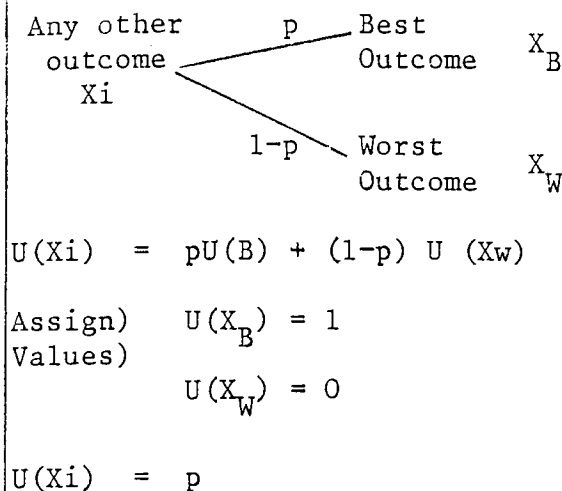 Any other p Best
outcome Outcome X_B
Xi
1-p Worst
Outcome X_W
U(Xi) = pU(B) + (1-p) U (Xw)
Assign) U(X_B) = 1
Values)
U(X_W) = 0
U(Xi) = p